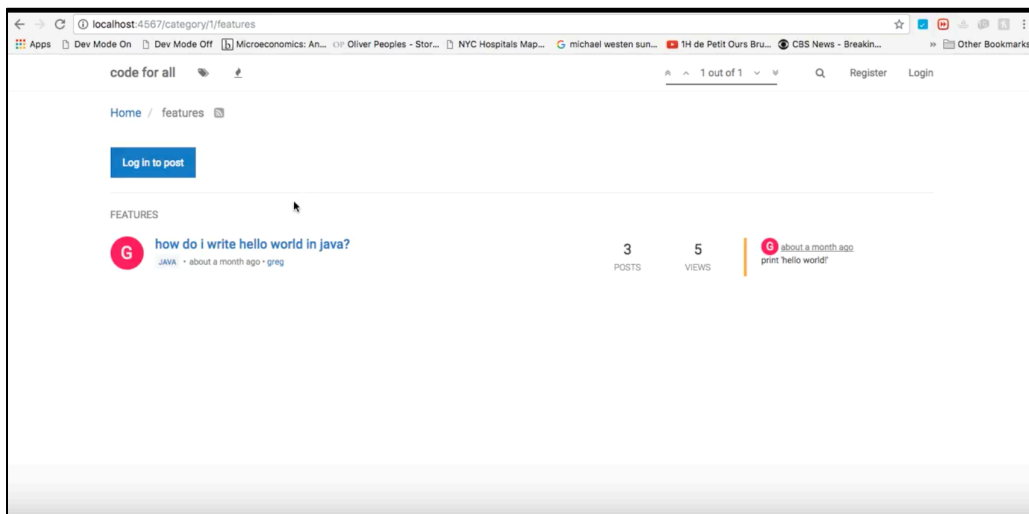 localhost:4567/category/1/features
Apps Dev Mode On Dev Mode Off h Microeconomics: An... OP Oliver Peoples - Stor... NYC Hospitals Map... G michael westen sun... 1H de Petit Ours Bru... CBS News - Breakin... » Other Bookmarks
code for all 1 out of 1 Register Login
Home / features
Log in to post
FEATURES
G how do i write hello world in java?
JAVA • about a month ago • greg
3 5
POSTS VIEWS
G about a month ago
print 'hello world!'